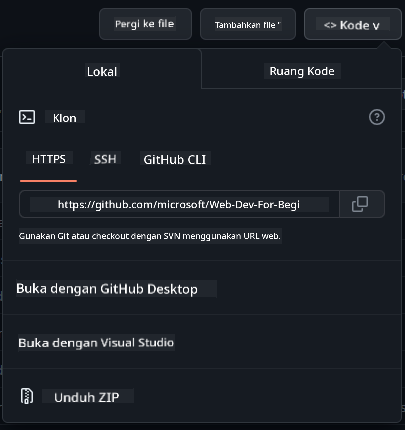 Pergi ke file
Tambahkan file "
<> Kode v
Lokal
Ruang Kode
Klon
HTTPS
SSH
GitHub CLI
https://github.com/microsoft/Web-Dev-For-Begi
Gunakan Git atau checkout dengan SVN menggunakan URL web.
Buka dengan GitHub Desktop
Buka dengan Visual Studio
Unduh ZIP